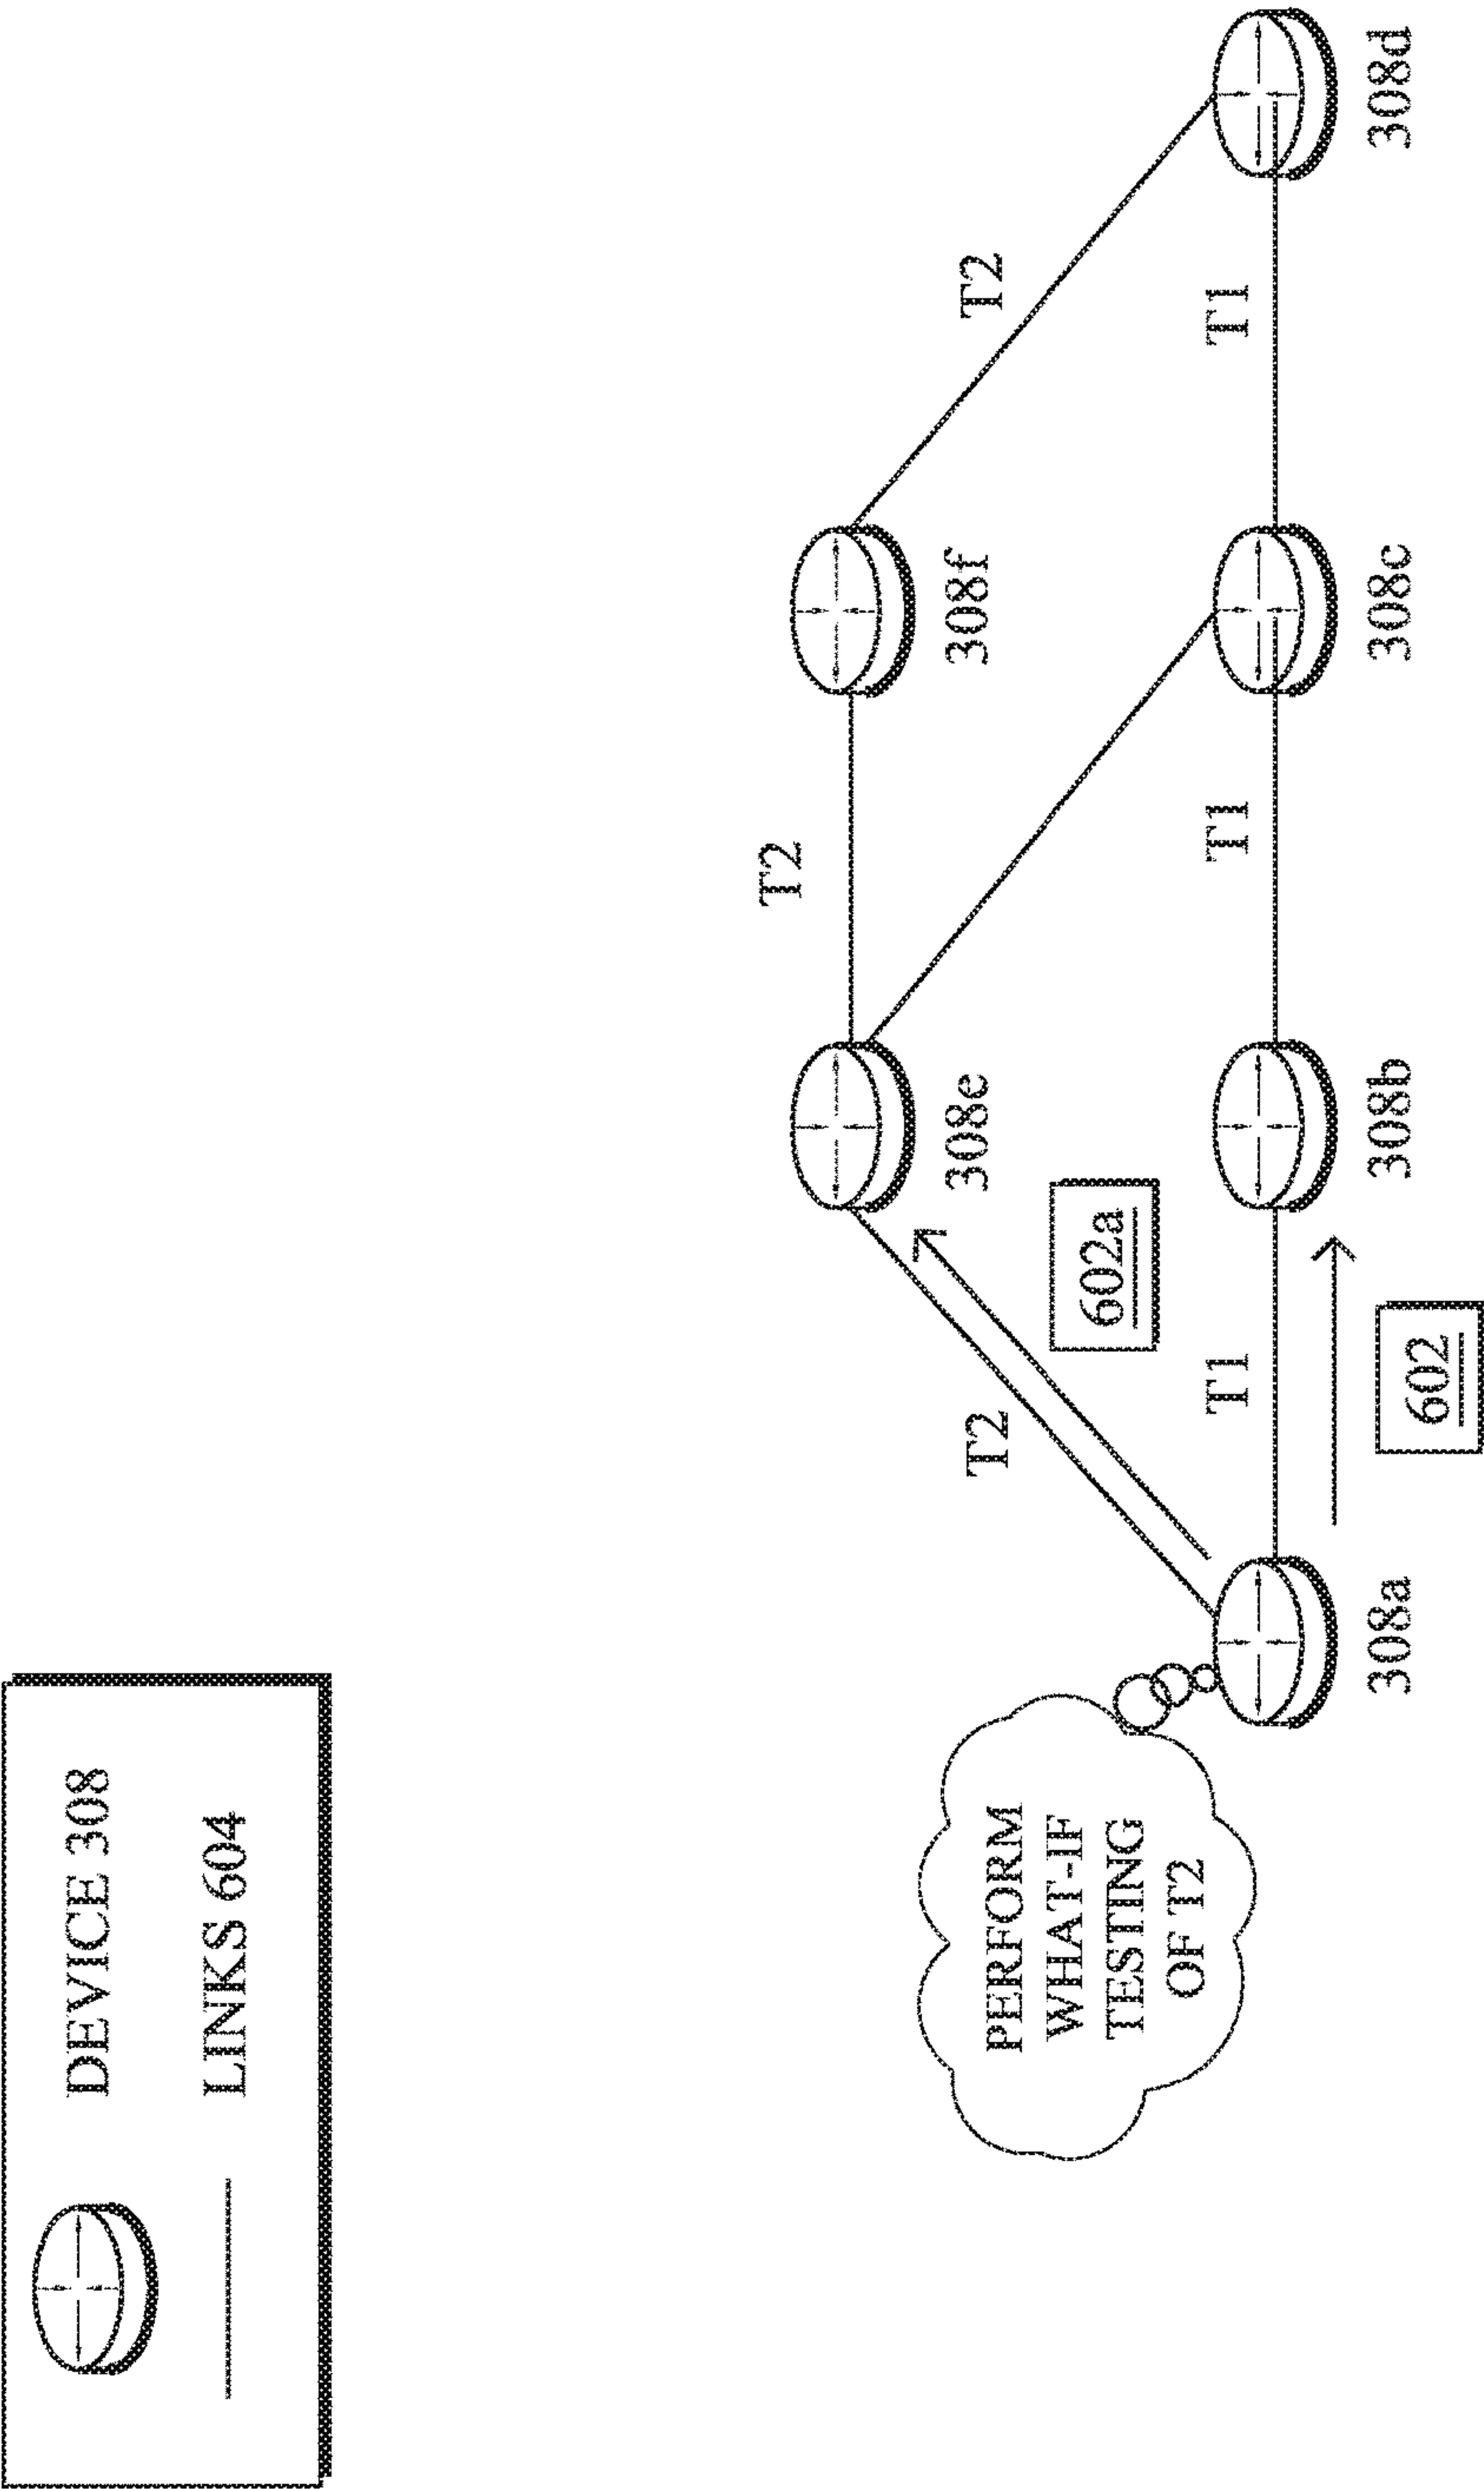 DEVICE 308
LINKS 604
T2
308e
308f
T2
T2
602a
PERFORM
WHAT-IF
TESTING
OF T2
T1
T1
T1
308a
308b
308c
308d
602